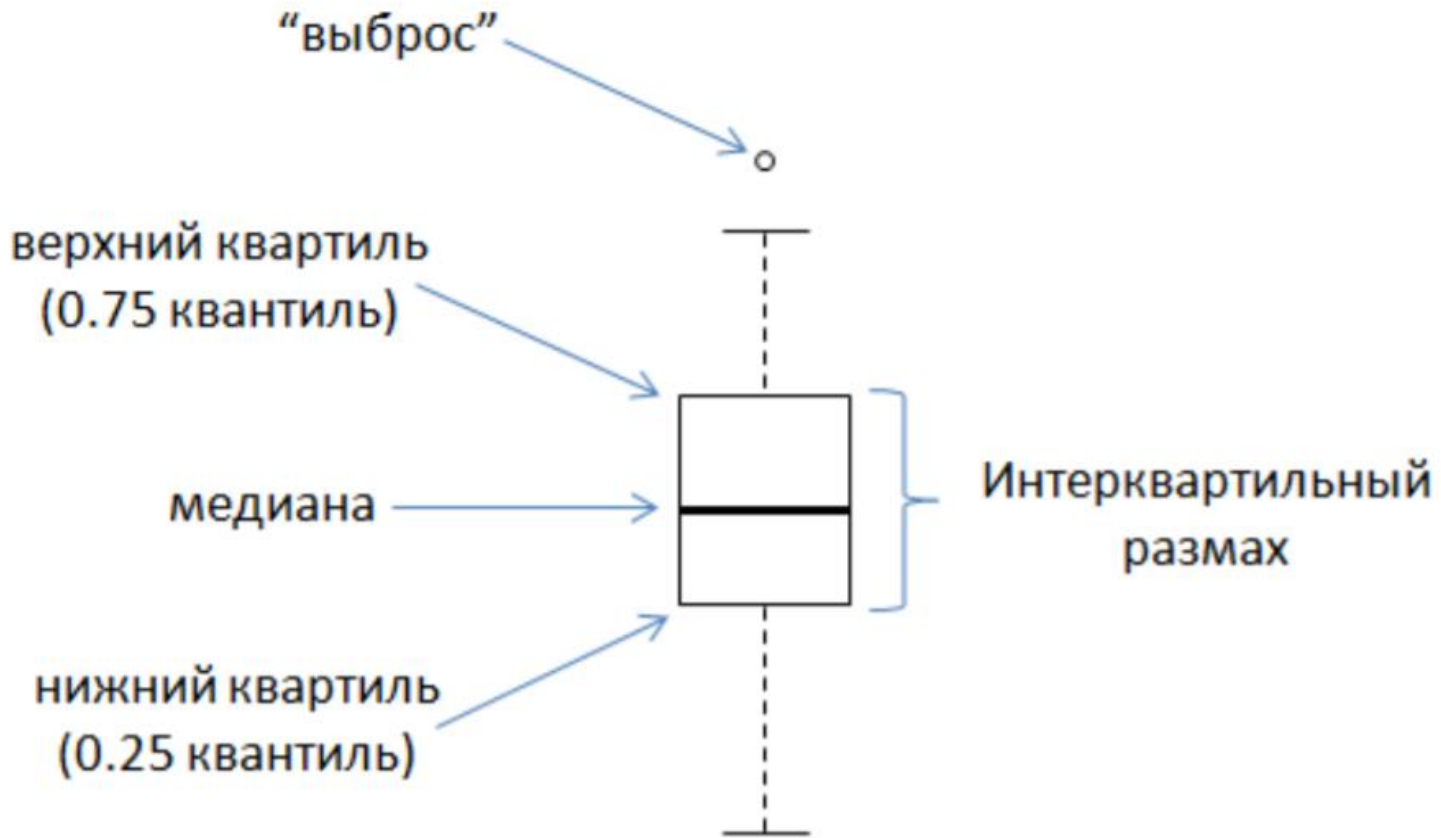 “выброс”
верхний квартиль
(0.75 квантиль)
медиана
Интерквартильный
размах
нижний квартиль
(0.25 квантиль)